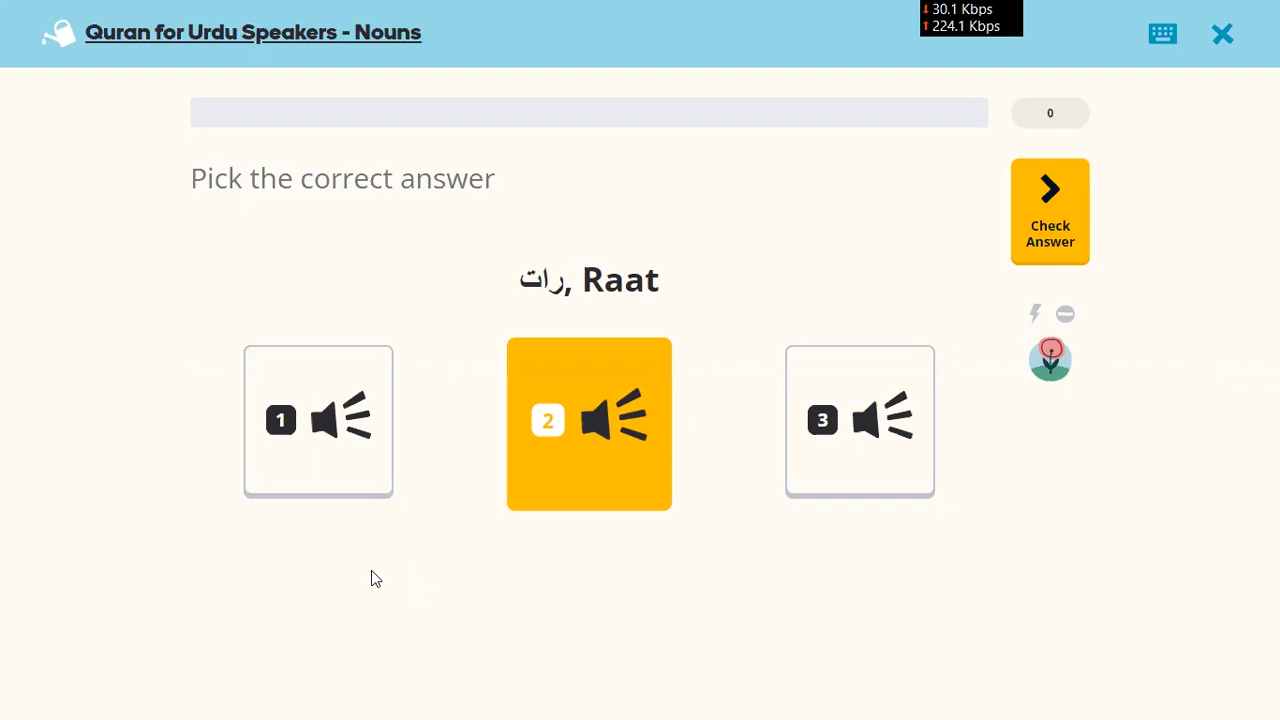 Quran for Urdu Speakers - Nouns
↓ 30.1 Kbps
↑ 224.1 Kbps
0
Pick the correct answer
Check
Answer
رات, Raat
1
2
3